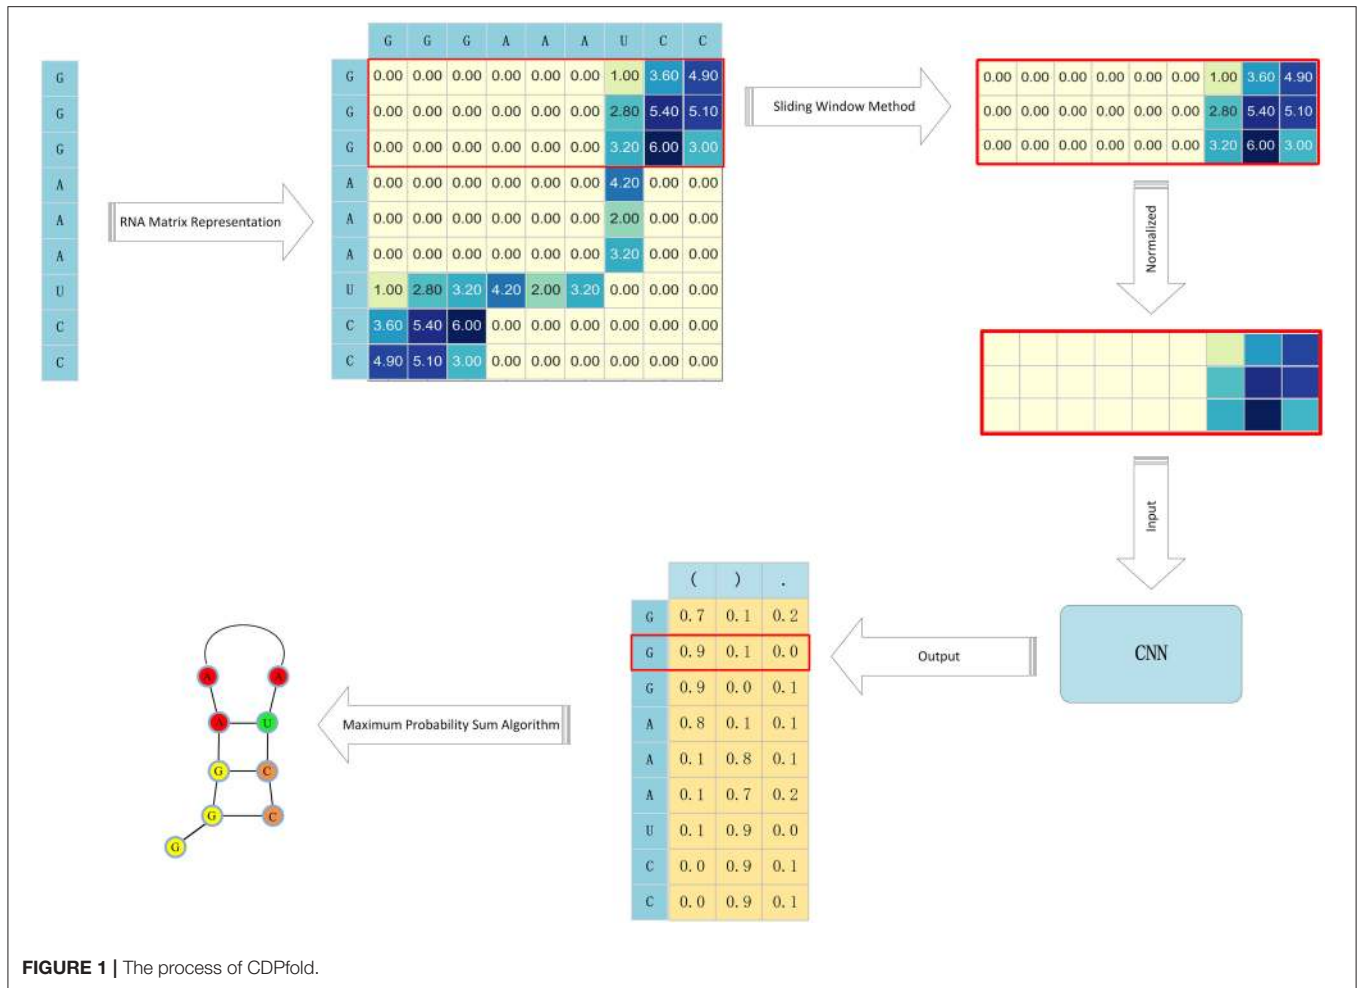 G G G A A A U C C
G
G
G
A
A
A
U
C
C
RNA Matrix Representation
G 0.00 0.00 0.00 0.00 0.00 0.00 1.00 3.60 4.90
G 0.00 0.00 0.00 0.00 0.00 0.00 2.80 5.40 5.10
G 0.00 0.00 0.00 0.00 0.00 0.00 3.20 6.00 3.00
A 0.00 0.00 0.00 0.00 0.00 0.00 4.20 0.00 0.00
A 0.00 0.00 0.00 0.00 0.00 0.00 2.00 0.00 0.00
A 0.00 0.00 0.00 0.00 0.00 0.00 3.20 0.00 0.00
U 1.00 2.80 3.20 4.20 2.00 3.20 0.00 0.00 0.00
C 3.60 5.40 6.00 0.00 0.00 0.00 0.00 0.00 0.00
C 4.90 5.10 3.00 0.00 0.00 0.00 0.00 0.00 0.00
Sliding Window Method
0.00 0.00 0.00 0.00 0.00 0.00 1.00 3.60 4.90
0.00 0.00 0.00 0.00 0.00 0.00 2.80 5.40 5.10
0.00 0.00 0.00 0.00 0.00 0.00 3.20 6.00 3.00
Normalized
Input
CNN
Output
( ) .
G 0.7 0.1 0.2
G 0.9 0.1 0.0
G 0.9 0.0 0.1
A 0.8 0.1 0.1
A 0.1 0.8 0.1
A 0.1 0.7 0.2
U 0.1 0.9 0.0
C 0.0 0.9 0.1
C 0.0 0.9 0.1
Maximum Probability Sum Algorithm
A A
A U
G C
G C
G
FIGURE 1 | The process of CDPfold.